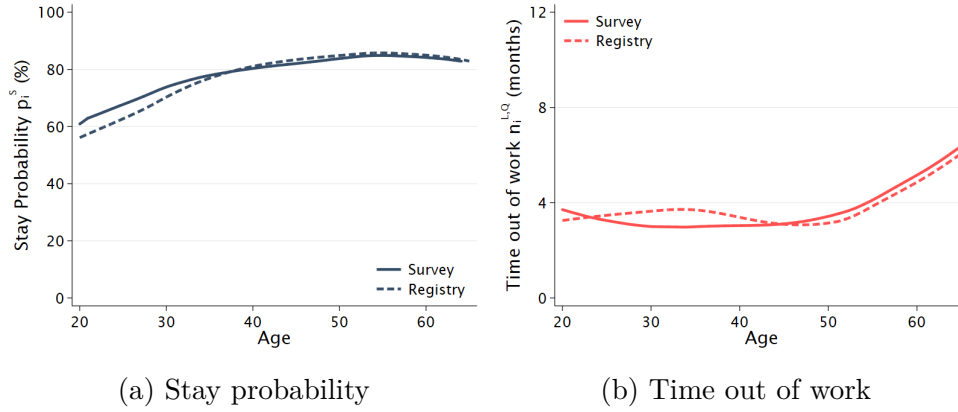 100
80
60
40
20
0
Stay Probability p_i^S (%)
Survey
Registry
20 30 40 50 60
Age
(a) Stay probability
12
8
4
0
Time out of work n_i^{L,Q} (months)
Survey
Registry
20 30 40 50 60
Age
(b) Time out of work